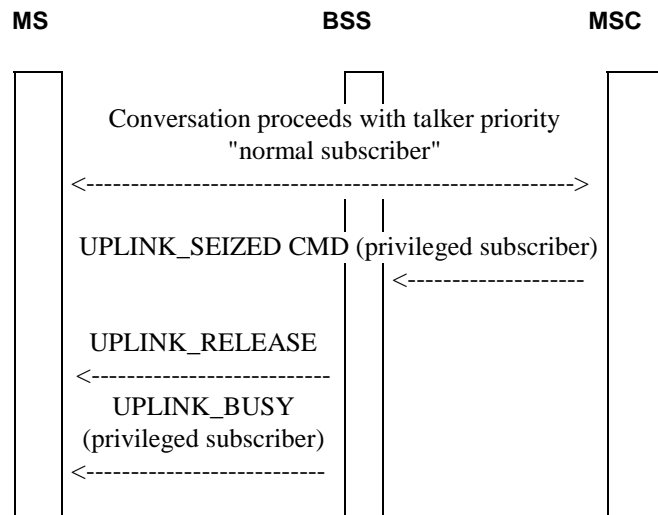 MS BSS MSC
Conversation proceeds with talker priority
"normal subscriber"
<------------------------------------------------------->
UPLINK_SEIZED CMD (privileged subscriber)
<--------------------
UPLINK_RELEASE
<---------------------------
UPLINK_BUSY
(privileged subscriber)
<---------------------------